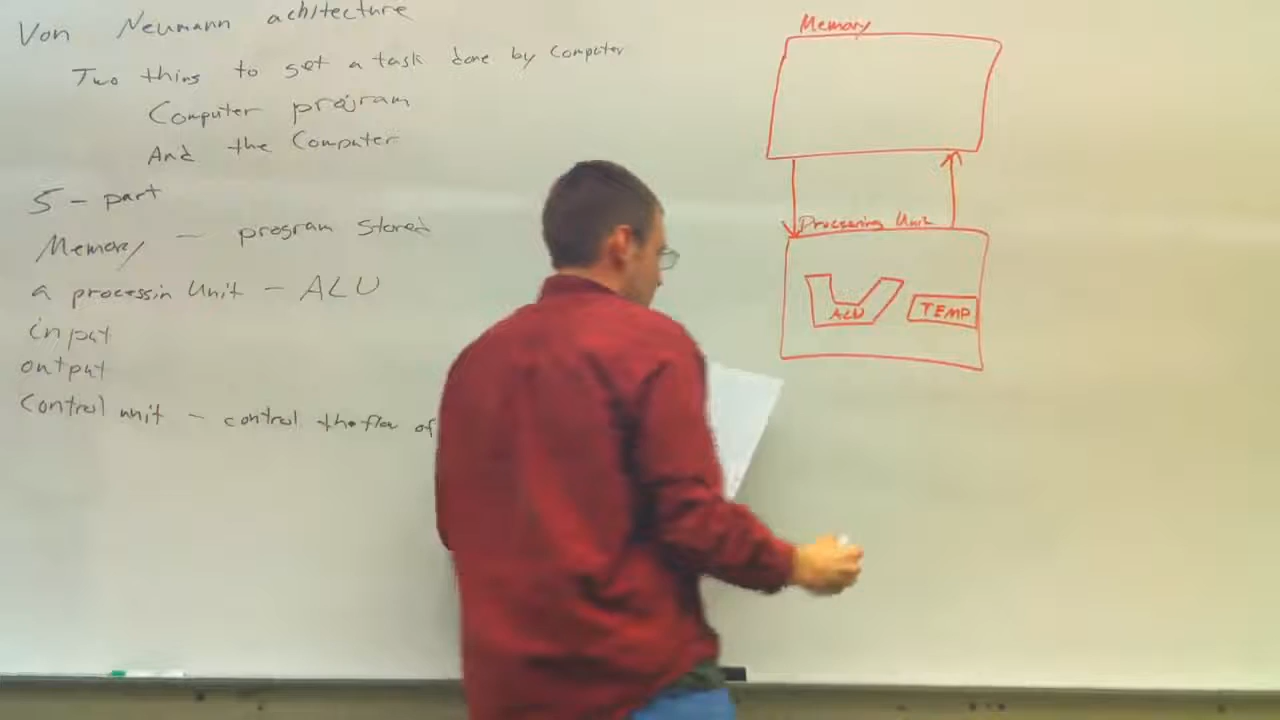 Von Neumann achitecture
Two thins to get a task done by Computer
Computer program
And the Computer
5 - part
Memory - program stored
a processin Unit - ALU
input
output
Control unit - control the flow of
Memory
Processing Unit
ALU
TEMP